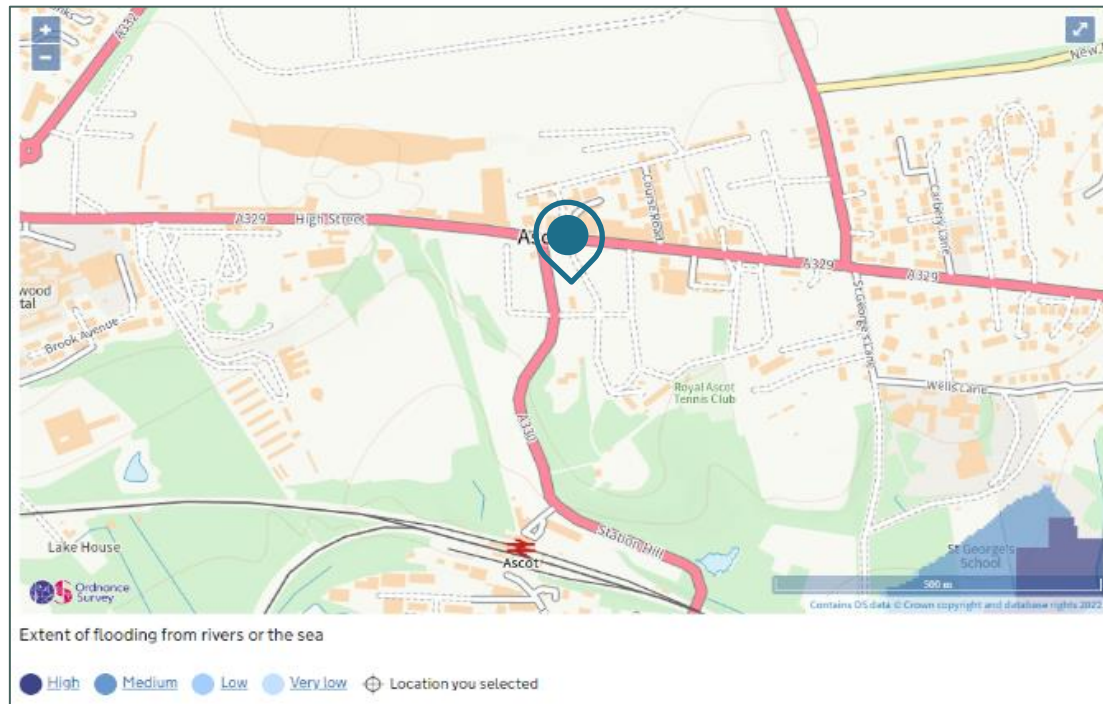 +
−
A332
New
A329
High Street
Course Road
Carbery Lane
A329
A329
wood
tal
Brook Avenue
St George's Lane
Wells Lane
Royal Ascot
Tennis Club
A330
Station Hill
Lake House
Ascot
St George's
School
500 m
Ordnance
Survey
Contains OS data © Crown copyright and database rights 2022
Extent of flooding from rivers or the sea
High Medium Low Very low Location you selected